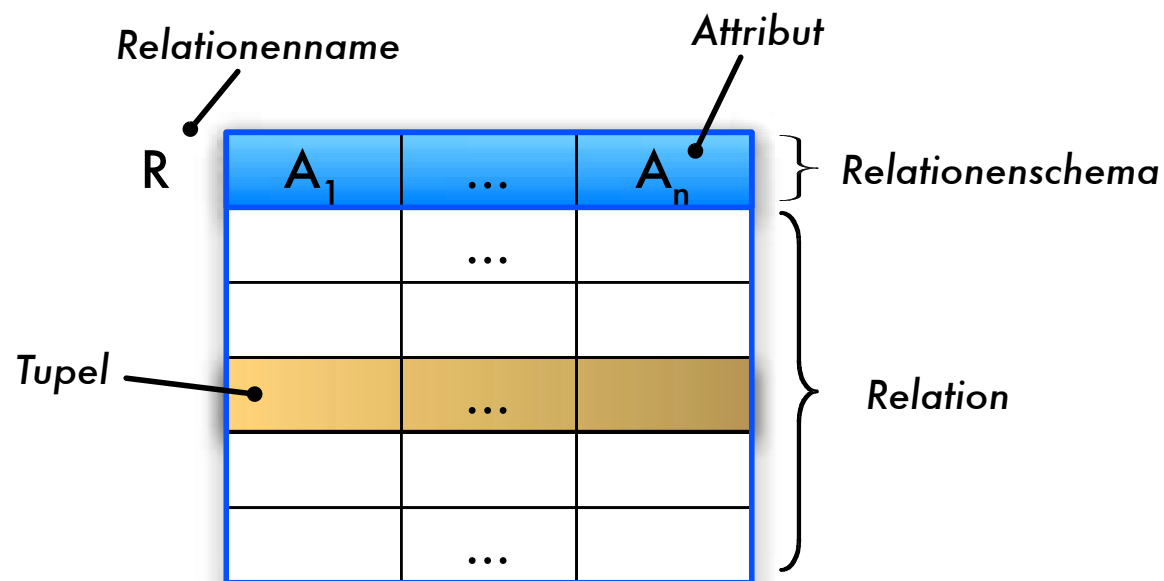 Relationenname
Attribut
R
A1 ... An
Relationenschema
...
Tupel
...
Relation
...